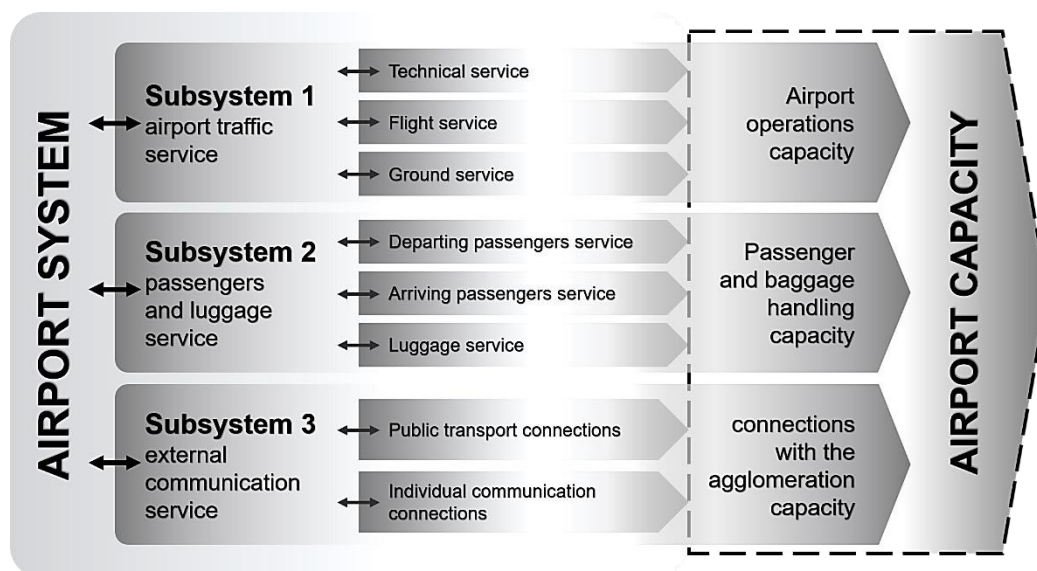 AIRPORT SYSTEM
Subsystem 1
airport traffic
service
Technical service
Flight service
Ground service
Airport
operations
capacity
Subsystem 2
passengers
and luggage
service
Departing passengers service
Arriving passengers service
Luggage service
Passenger
and baggage
handling
capacity
Subsystem 3
external
communication
service
Public transport connections
Individual communication
connections
connections
with the
agglomeration
capacity
AIRPORT CAPACITY